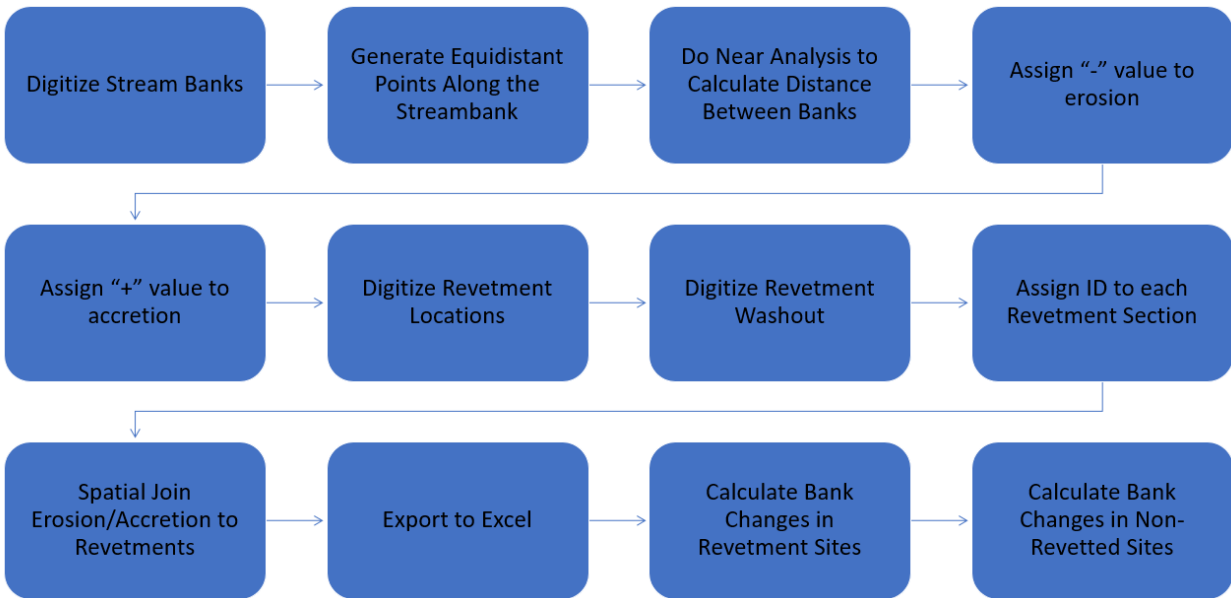 Digitize Stream Banks
Generate Equidistant
Points Along the
Streambank
Do Near Analysis to
Calculate Distance
Between Banks
Assign “-” value to
erosion
Assign “+” value to
accretion
Digitize Revetment
Locations
Digitize Revetment
Washout
Assign ID to each
Revetment Section
Spatial Join
Erosion/Accretion to
Revetments
Export to Excel
Calculate Bank
Changes in
Revetment Sites
Calculate Bank
Changes in Non-
Revetted Sites